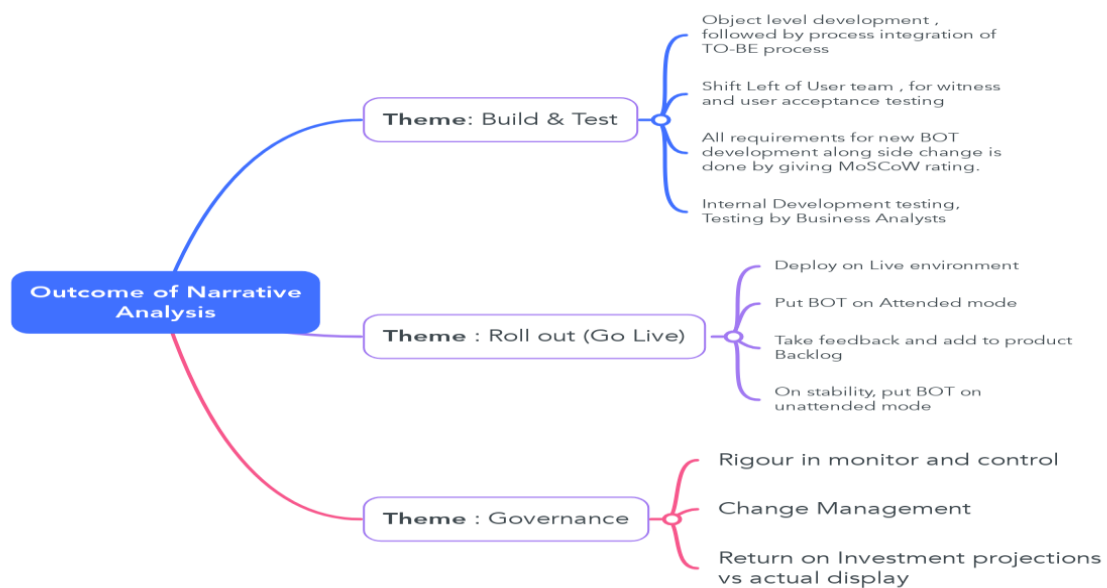 Outcome of Narrative
Analysis
Theme: Build & Test
Object level development ,
followed by process integration of
TO-BE process
Shift Left of User team , for witness
and user acceptance testing
All requirements for new BOT
development along side change is
done by giving MoSCoW rating.
Internal Development testing,
Testing by Business Analysts
Theme : Roll out (Go Live)
Deploy on Live environment
Put BOT on Attended mode
Take feedback and add to product
Backlog
On stability, put BOT on
unattended mode
Theme : Governance
Rigour in monitor and control
Change Management
Return on Investment projections
vs actual display